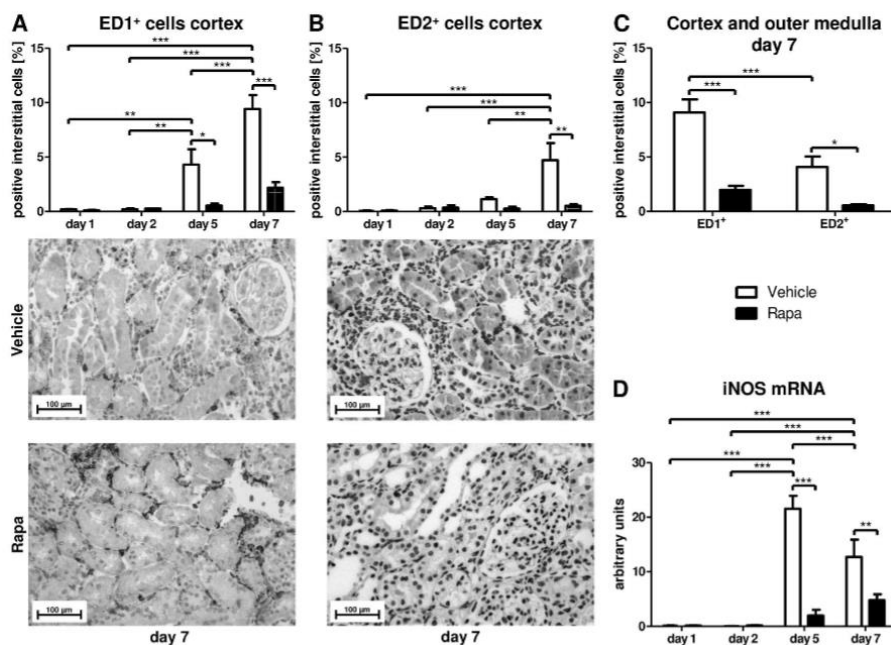 A
ED1+ cells cortex
positive interstitial cells [%]
15
10
5
0
***
***
***
***
**
**
*
day 1
day 2
day 5
day 7
B
ED2+ cells cortex
positive interstitial cells [%]
15
10
5
0
***
***
**
**
day 1
day 2
day 5
day 7
C
Cortex and outer medulla
day 7
positive interstitial cells [%]
15
10
5
0
***
***
*
ED1+
ED2+
Vehicle
Rapa
Vehicle
100 µm
100 µm
Rapa
100 µm
100 µm
day 7
day 7
D
iNOS mRNA
arbitrary units
30
20
10
0
***
***
***
***
***
***
**
day 1
day 2
day 5
day 7